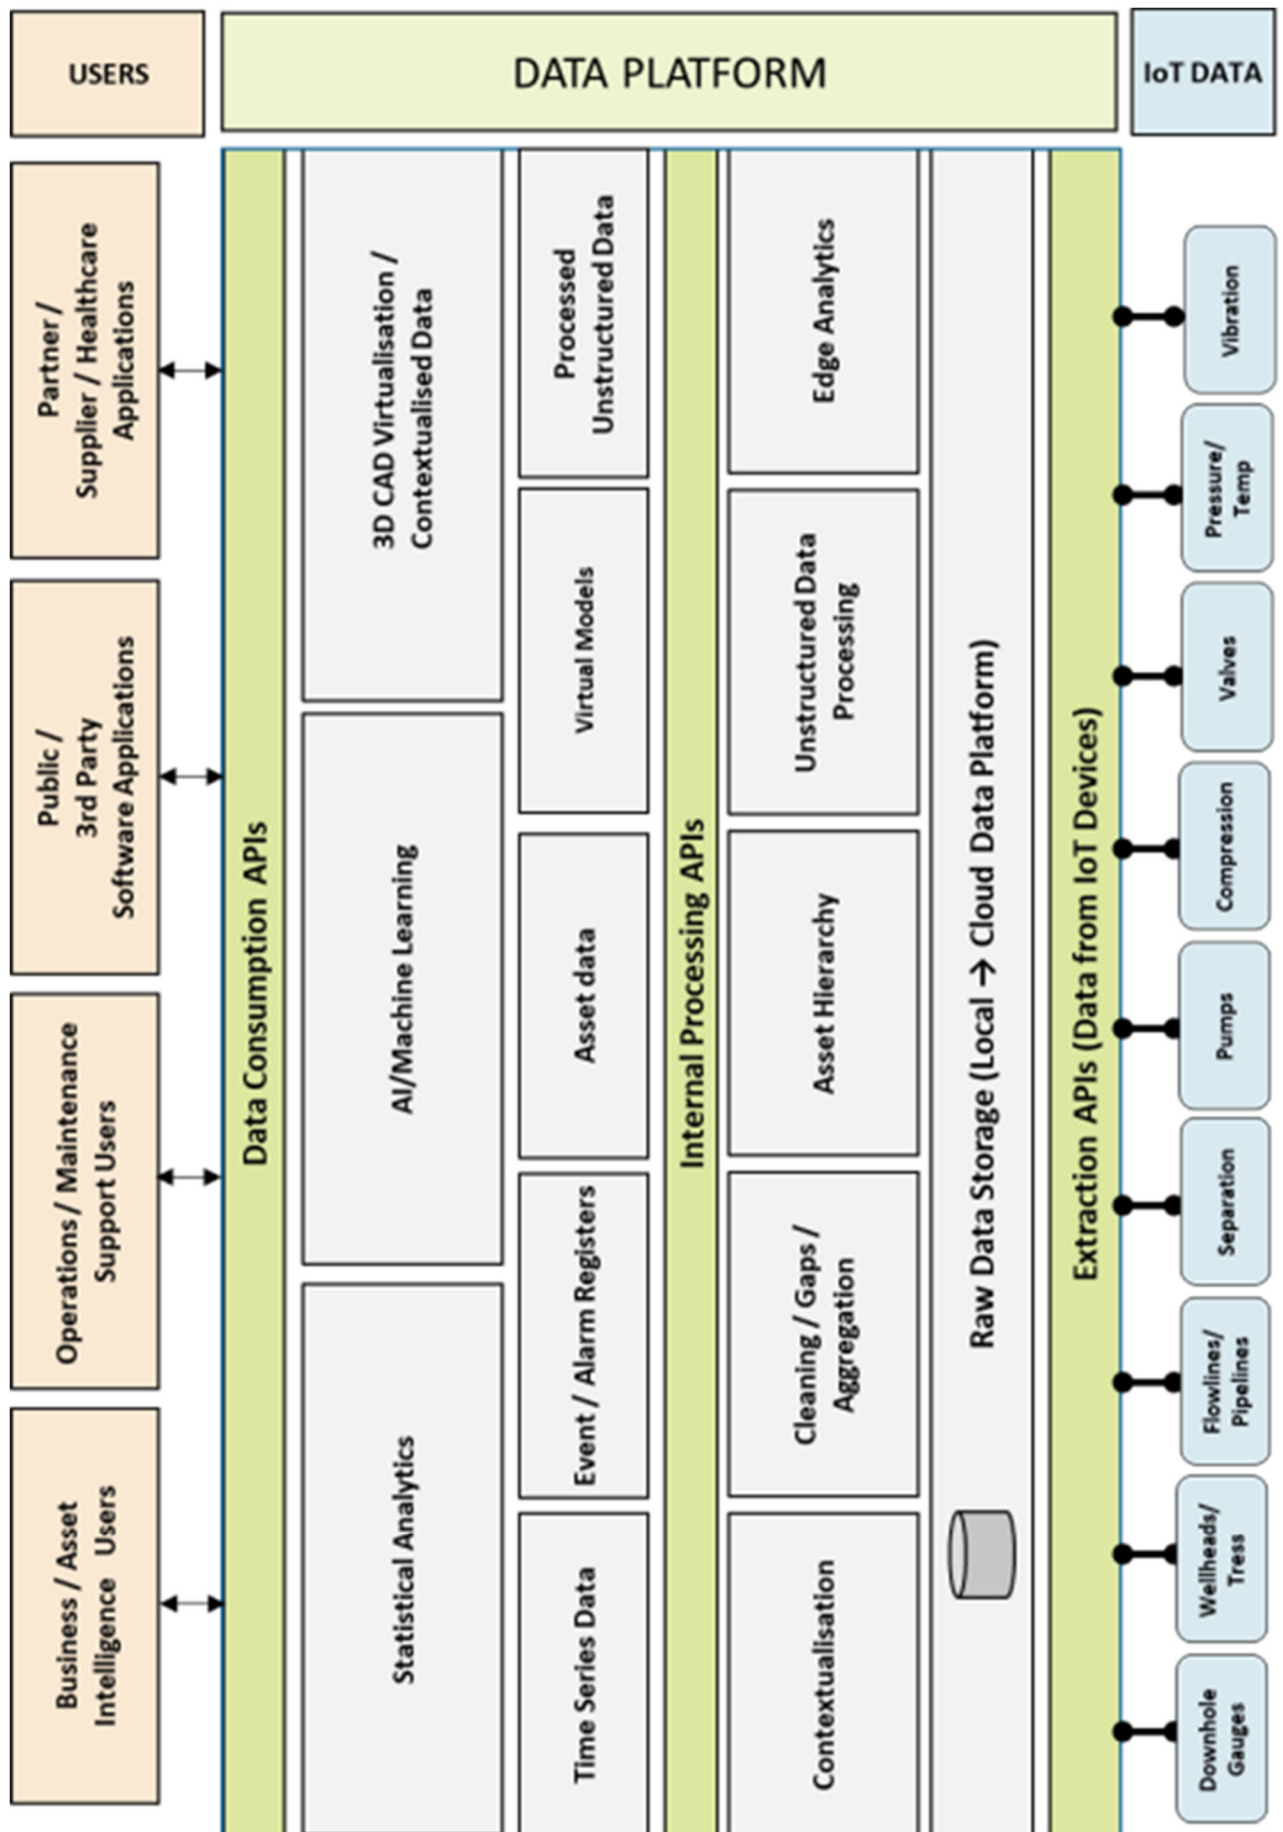 USERS
DATA PLATFORM
IoT DATA
Business / Asset
Intelligence Users
Operations / Maintenance
Support Users
Public /
3rd Party
Software Applications
Partner /
Supplier / Healthcare
Applications
Data Consumption APIs
Statistical Analytics
AI/Machine Learning
3D CAD Virtualisation /
Contextualised Data
Time Series Data
Event / Alarm Registers
Asset data
Virtual Models
Processed
Unstructured Data
Internal Processing APIs
Contextualisation
Cleaning / Gaps /
Aggregation
Asset Hierarchy
Unstructured Data
Processing
Edge Analytics
Raw Data Storage (Local → Cloud Data Platform)
Extraction APIs (Data from IoT Devices)
Downhole
Gauges
Wellheads/
Tress
Flowlines/
Pipelines
Separation
Pumps
Compression
Valves
Pressure/
Temp
Vibration